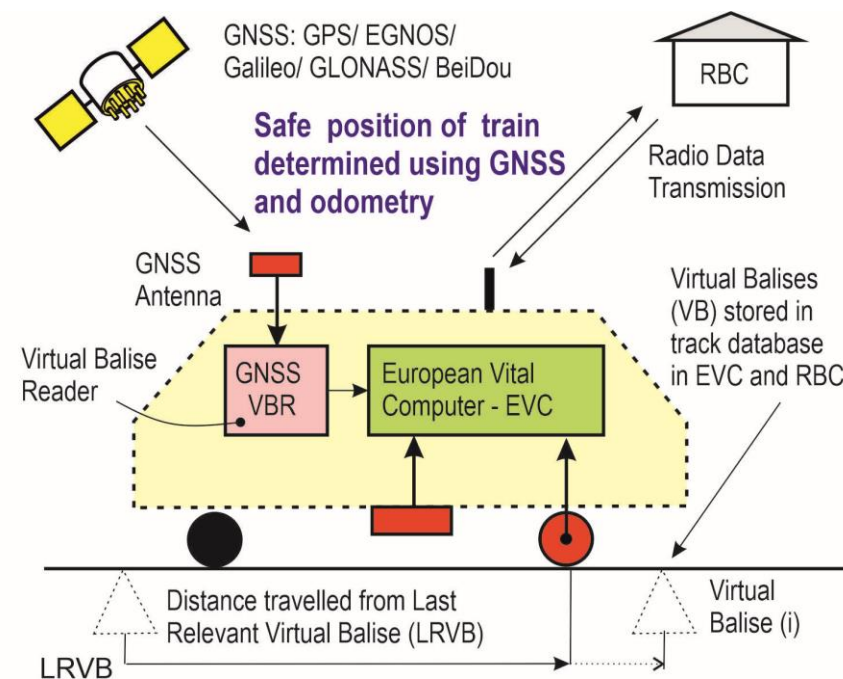 GNSS: GPS/ EGNOS/
Galileo/ GLONASS/ BeiDou
RBC
Safe position of train
determined using GNSS
and odometry
Radio Data
Transmission
GNSS
Antenna
Virtual Balises
(VB) stored in
track database
in EVC and RBC
Virtual Balise
Reader
GNSS
VBR
European Vital
Computer - EVC
Distance travelled from Last
Relevant Virtual Balise (LRVB)
Virtual
Balise (i)
LRVB